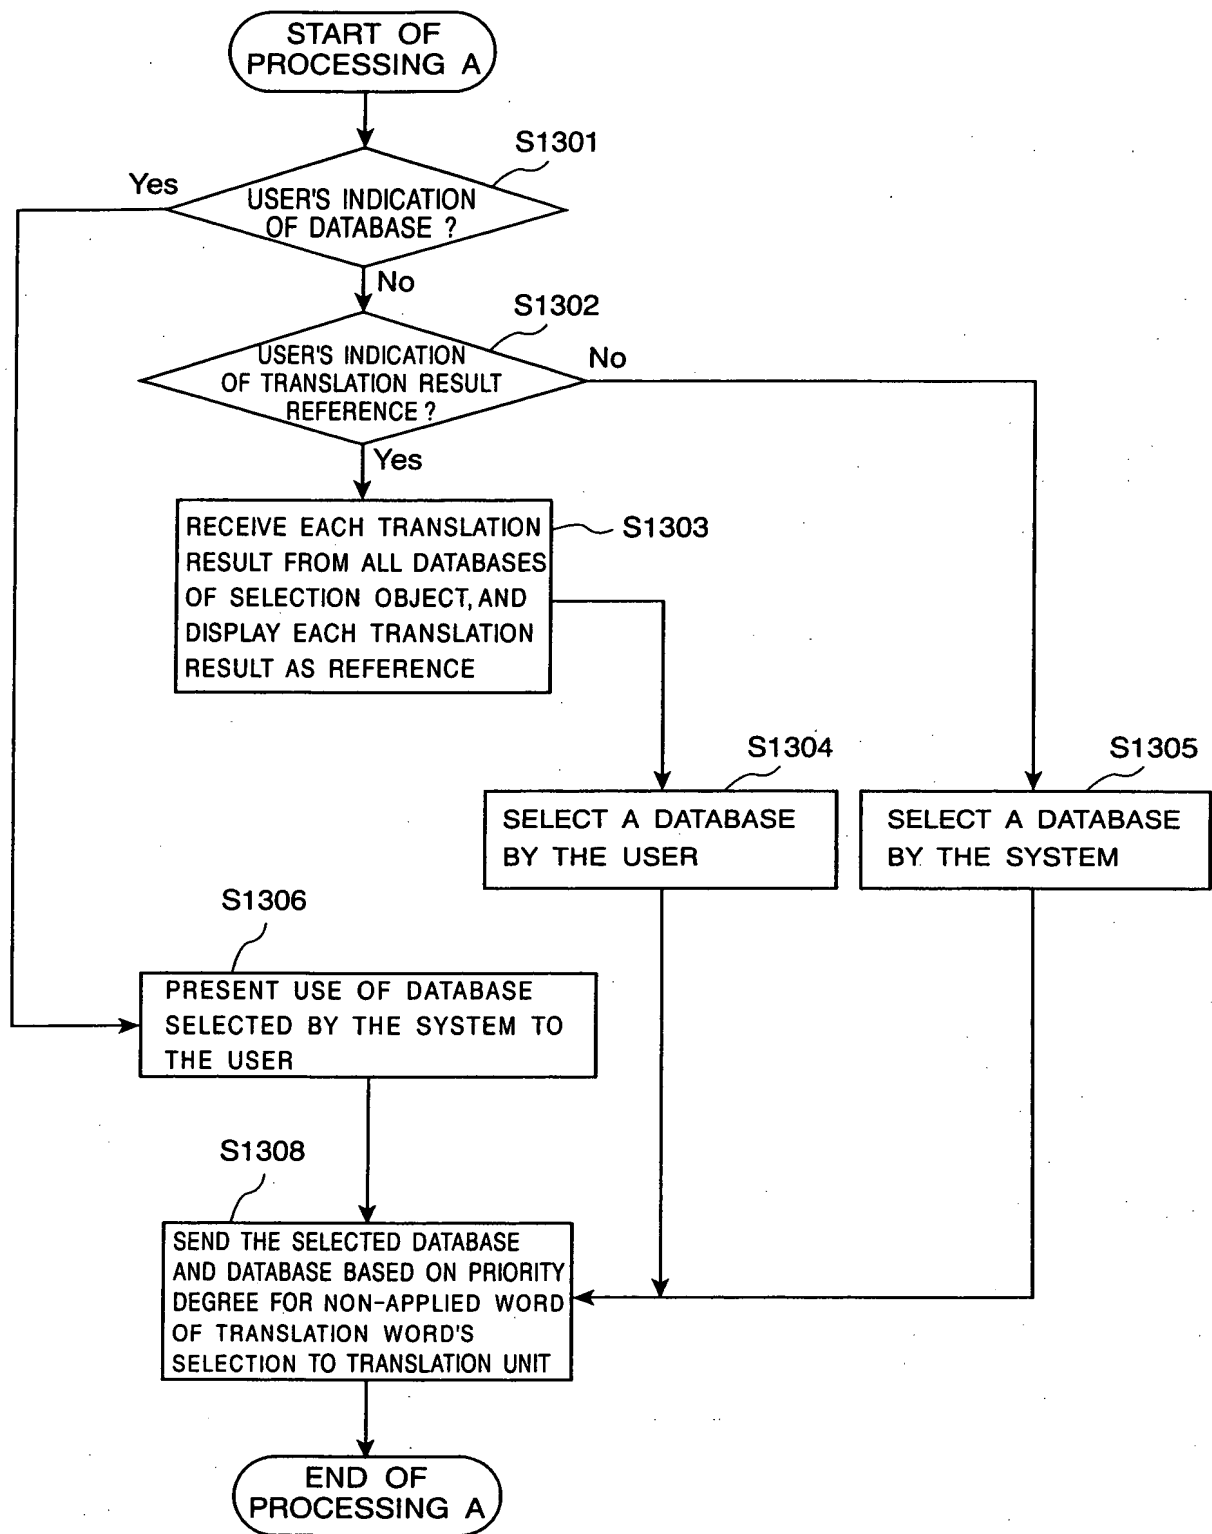 START OF
PROCESSING A
S1301
Yes
USER'S INDICATION
OF DATABASE ?
No
S1302
USER'S INDICATION
OF TRANSLATION RESULT
REFERENCE ?
No
Yes
RECEIVE EACH TRANSLATION
RESULT FROM ALL DATABASES
OF SELECTION OBJECT, AND
DISPLAY EACH TRANSLATION
RESULT AS REFERENCE
S1303
S1304
SELECT A DATABASE
BY THE USER
S1305
SELECT A DATABASE
BY THE SYSTEM
S1306
PRESENT USE OF DATABASE
SELECTED BY THE SYSTEM TO
THE USER
S1308
SEND THE SELECTED DATABASE
AND DATABASE BASED ON PRIORITY
DEGREE FOR NON-APPLIED WORD
OF TRANSLATION WORD'S
SELECTION TO TRANSLATION UNIT
END OF
PROCESSING A